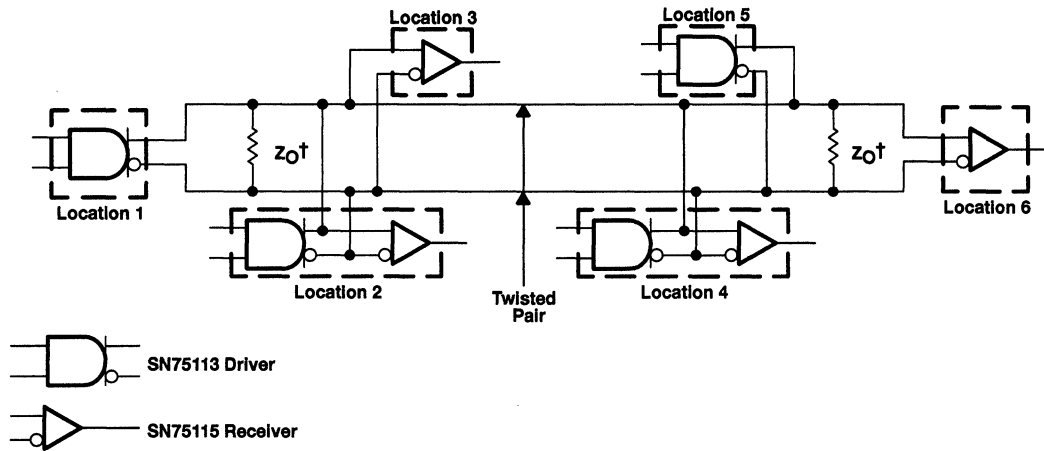 Location 3
Location 5
Location 1
ZO†
ZO†
Location 6
Location 2
Location 4
Twisted
Pair
SN75113 Driver
SN75115 Receiver